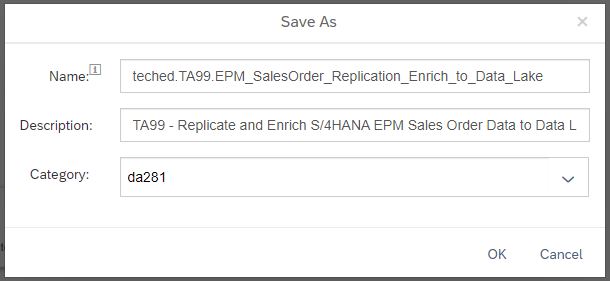 Save As
×
Name: i
teched.TA99.EPM_SalesOrder_Replication_Enrich_to_Data_Lake
Description:
TA99 - Replicate and Enrich S/4HANA EPM Sales Order Data to Data L
Category:
da281
OK
Cancel